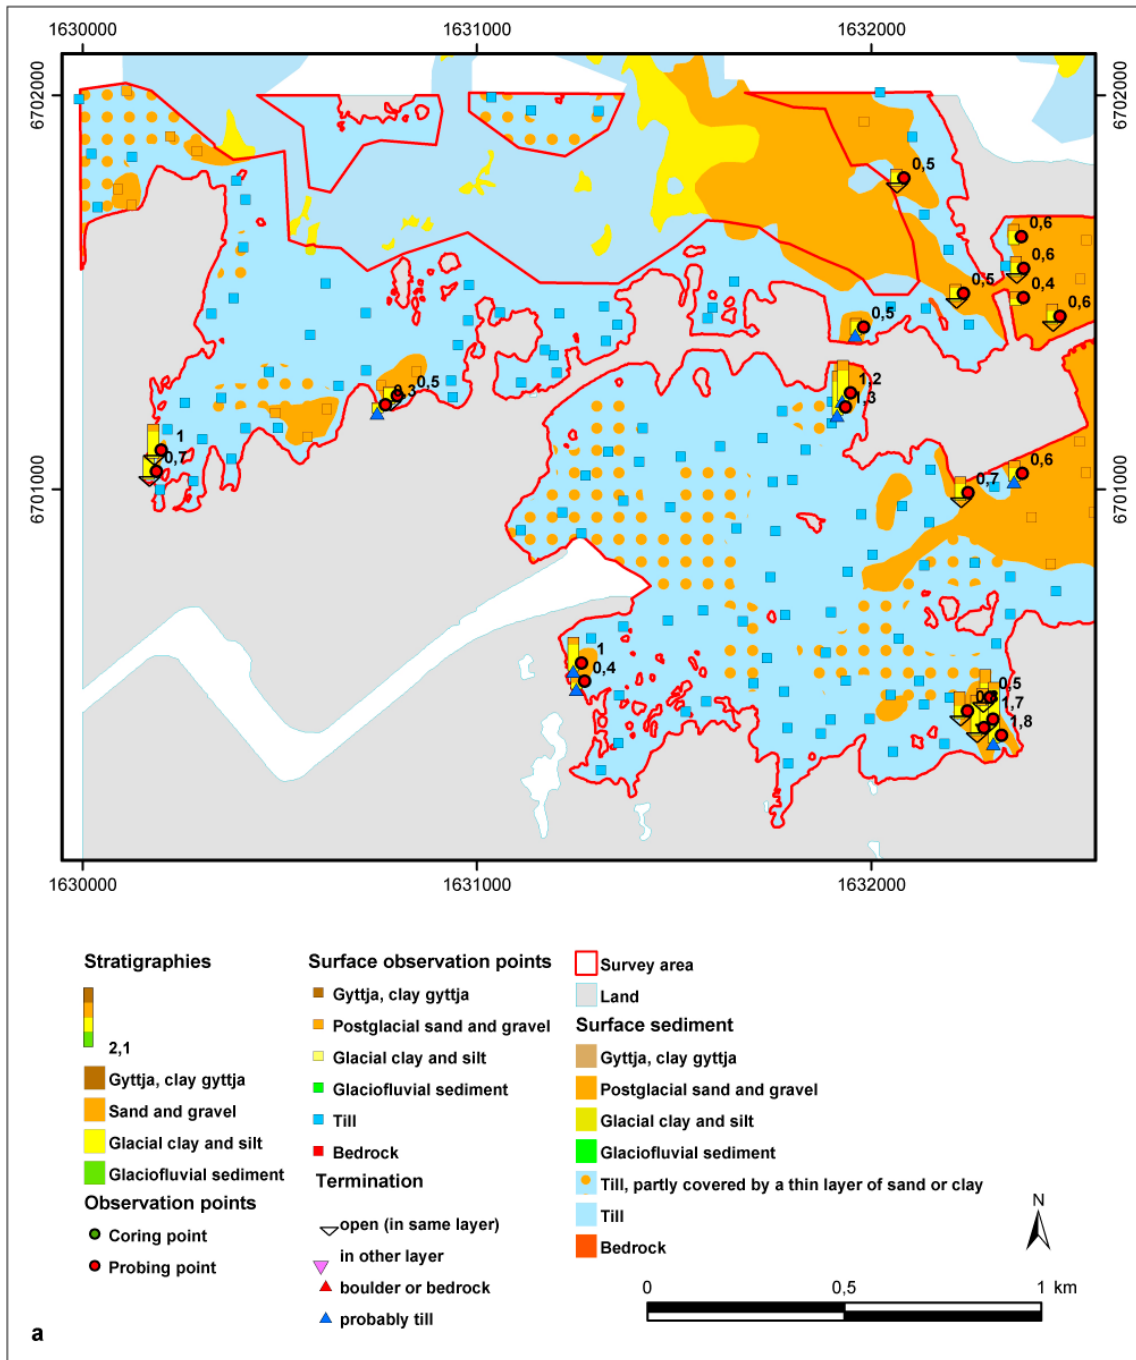 1630000 1631000 1632000
6702000 6702000
0,5
0,6
0,6
0,5 0,4
0,6
0,5
0,5
0,3
1,2
1,3
1
0,7
0,6
0,7
6701000 6701000
1
0,4
0,5
1,7
1,8
1630000 1631000 1632000
Stratigraphies
2,1
Gyttja, clay gyttja
Sand and gravel
Glacial clay and silt
Glaciofluvial sediment
Observation points
Coring point
Probing point
Surface observation points
Gyttja, clay gyttja
Postglacial sand and gravel
Glacial clay and silt
Glaciofluvial sediment
Till
Bedrock
Termination
open (in same layer)
in other layer
boulder or bedrock
probably till
Survey area
Land
Surface sediment
Gyttja, clay gyttja
Postglacial sand and gravel
Glacial clay and silt
Glaciofluvial sediment
Till, partly covered by a thin layer of sand or clay
Till
Bedrock
N
0 0,5 1 km
a